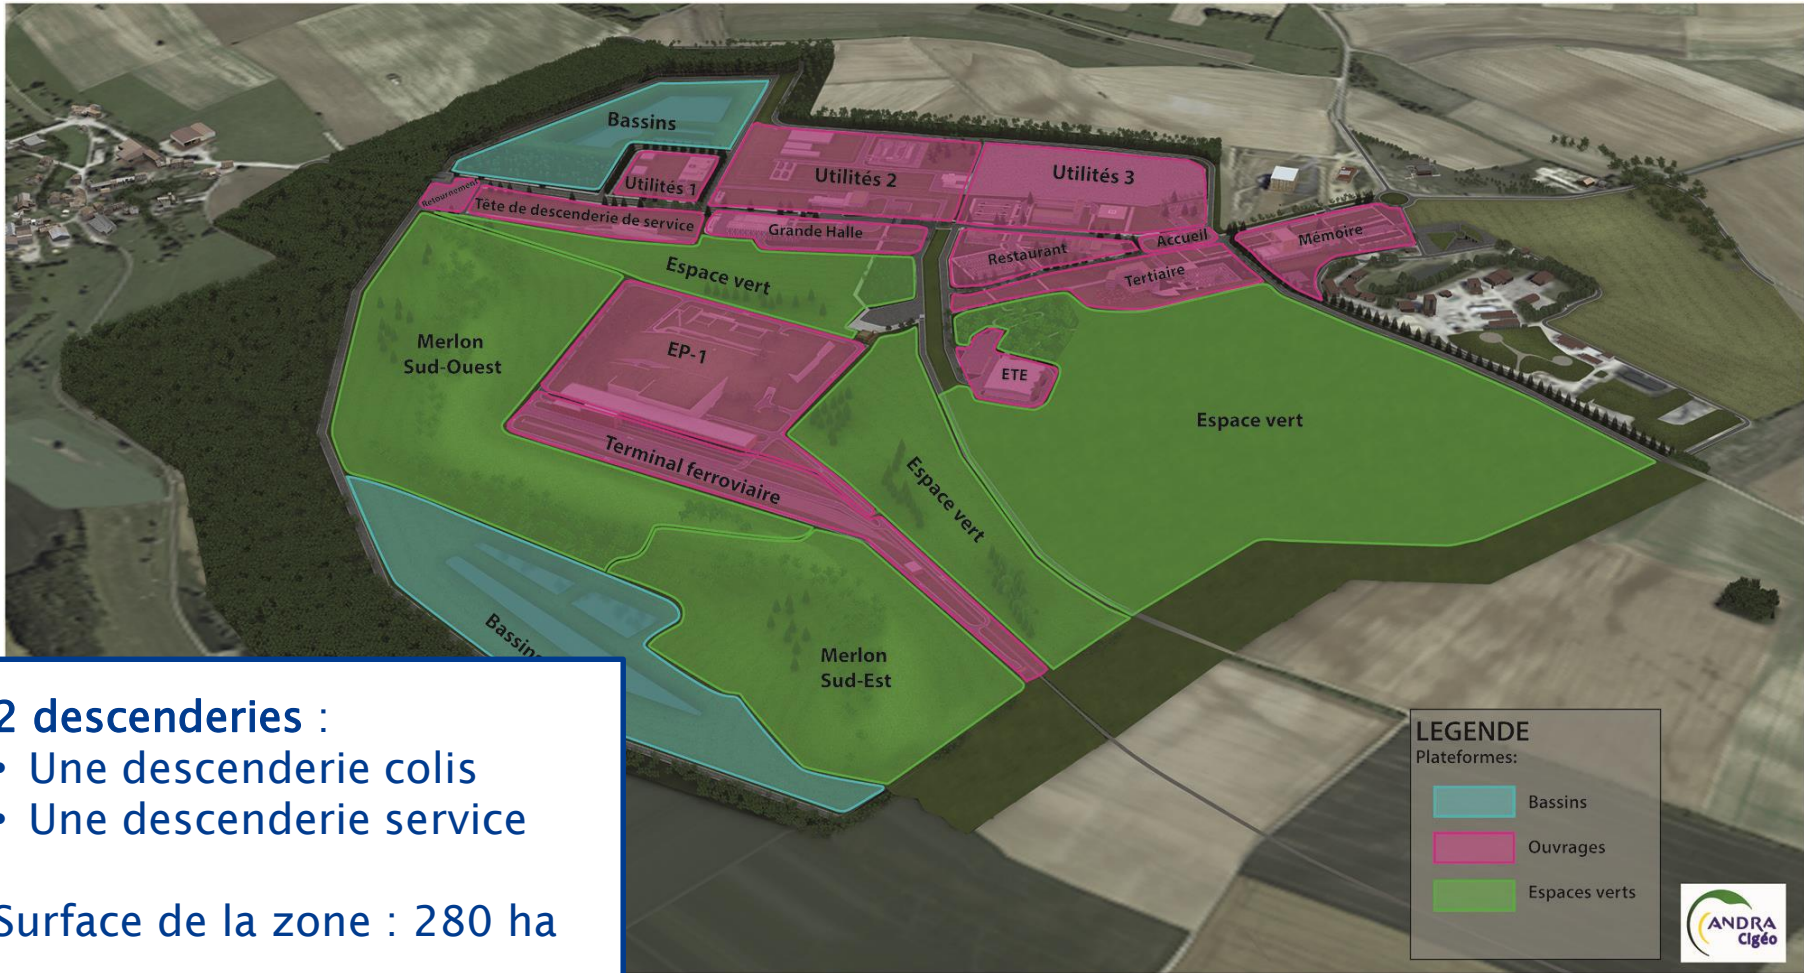 Bassins
Utilités 1
Utilités 2
Utilités 3
Retournement
Tête de descenderie de service
Grande Halle
Restaurant
Accueil
Mémoire
Tertiaire
Espace vert
Merlon
Sud-Ouest
EP-1
ETE
Espace vert
Terminal ferroviaire
Espace vert
Bassins
Merlon
Sud-Est
2 descenderies :
• Une descenderie colis
• Une descenderie service
Surface de la zone : 280 ha
LEGENDE
Plateformes:
Bassins
Ouvrages
Espaces verts
ANDRA
Cigéo